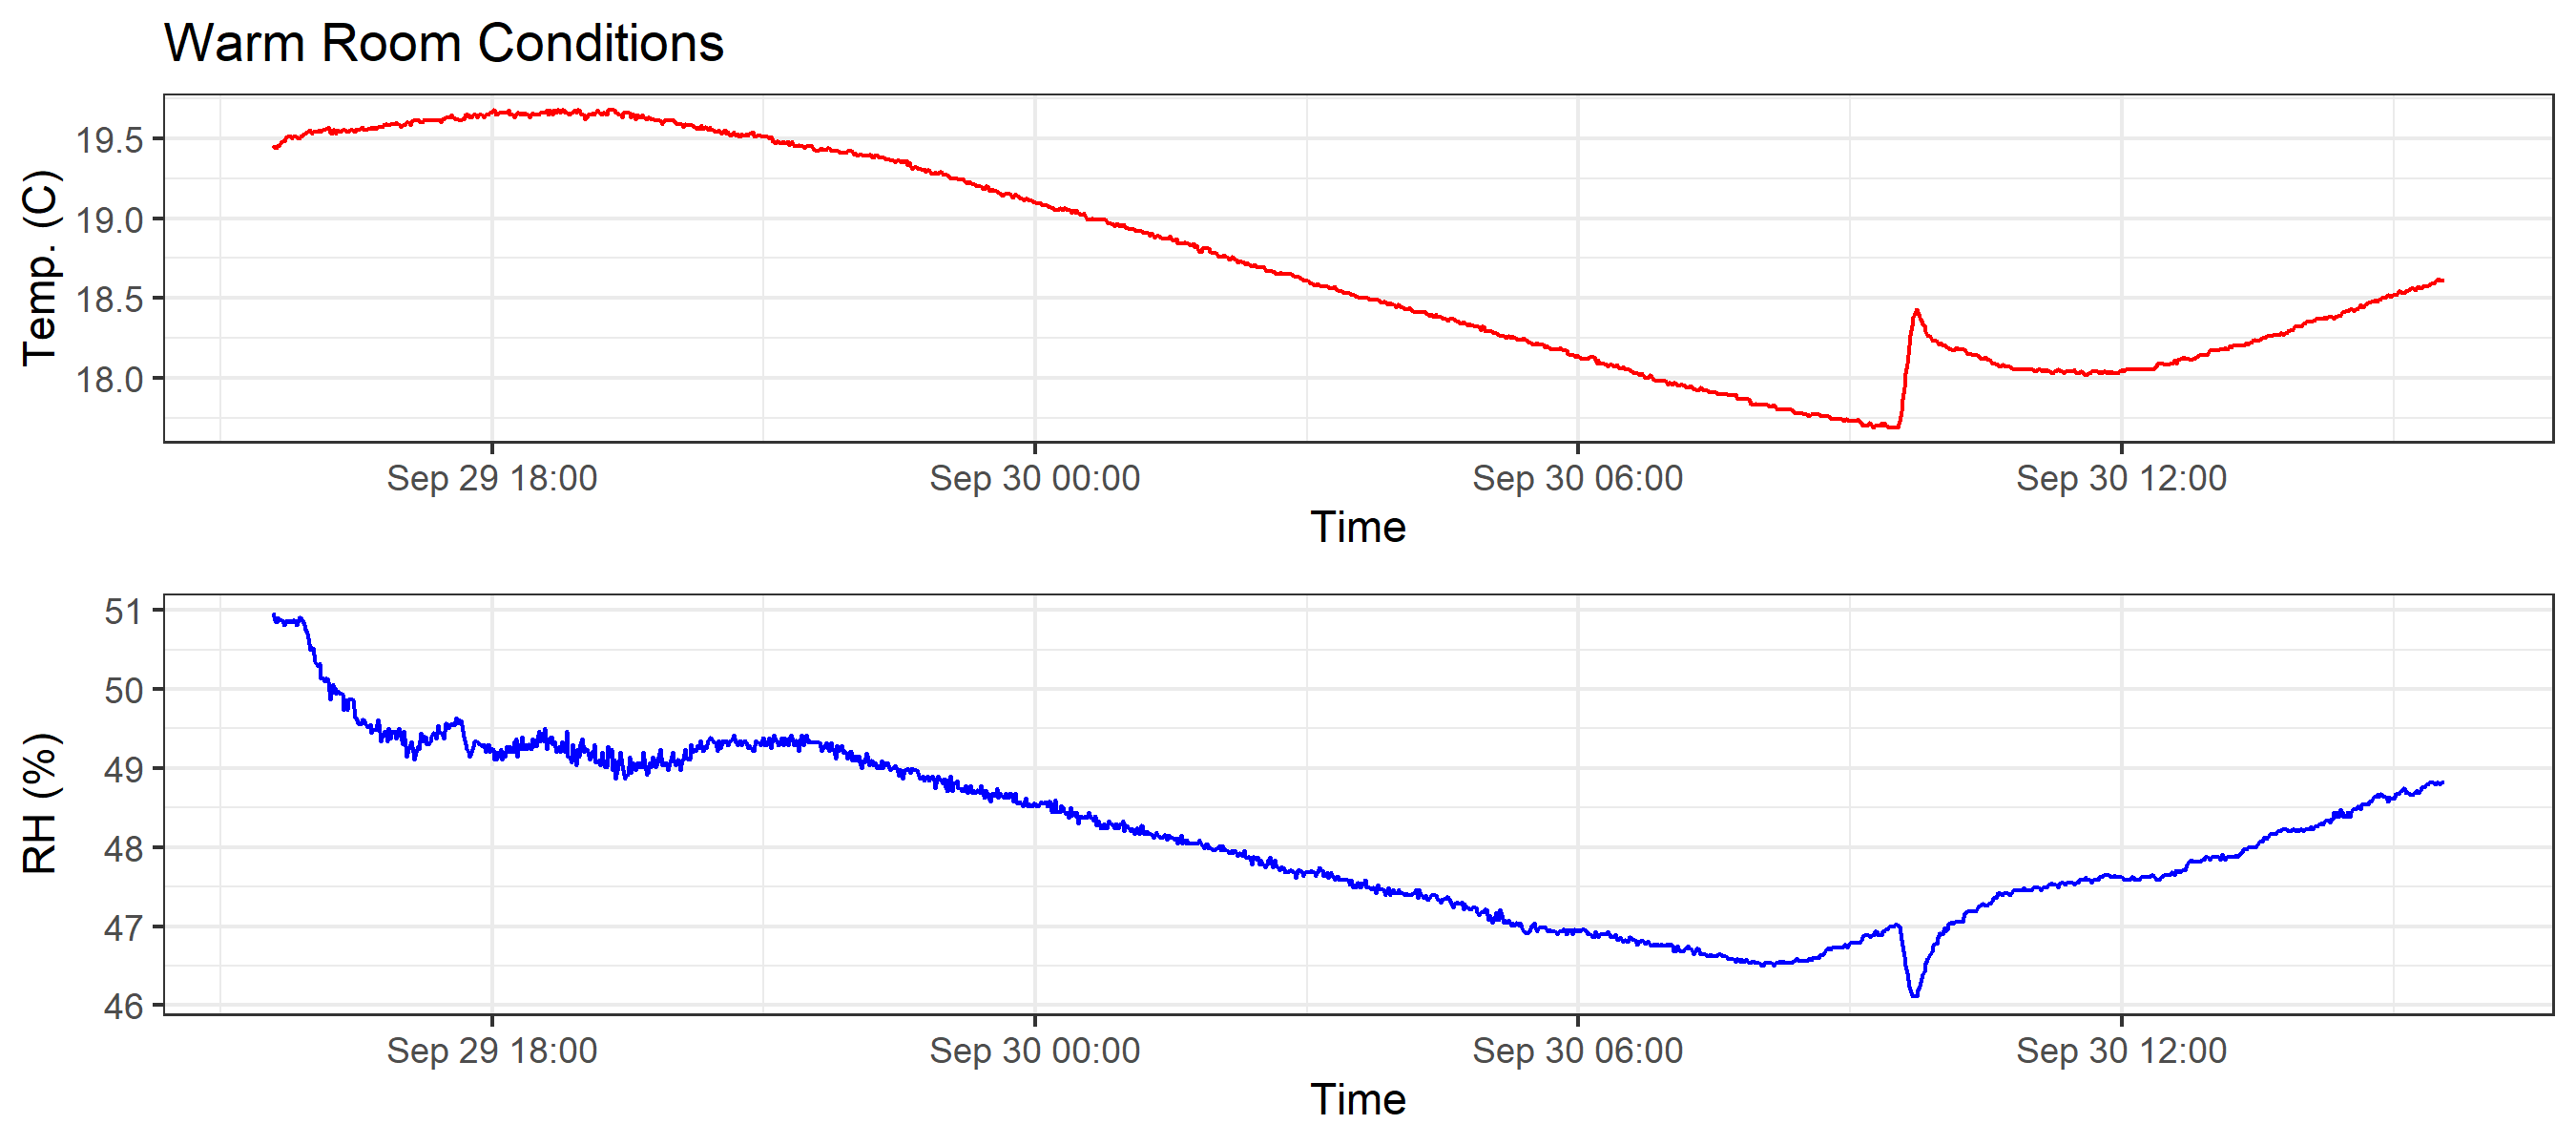 Warm Room Conditions
Temp. (C)
19.5
19.0
18.5
18.0
Sep 29 18:00 Sep 30 00:00 Sep 30 06:00 Sep 30 12:00
Time
RH (%)
51
50
49
48
47
46
Sep 29 18:00 Sep 30 00:00 Sep 30 06:00 Sep 30 12:00
Time